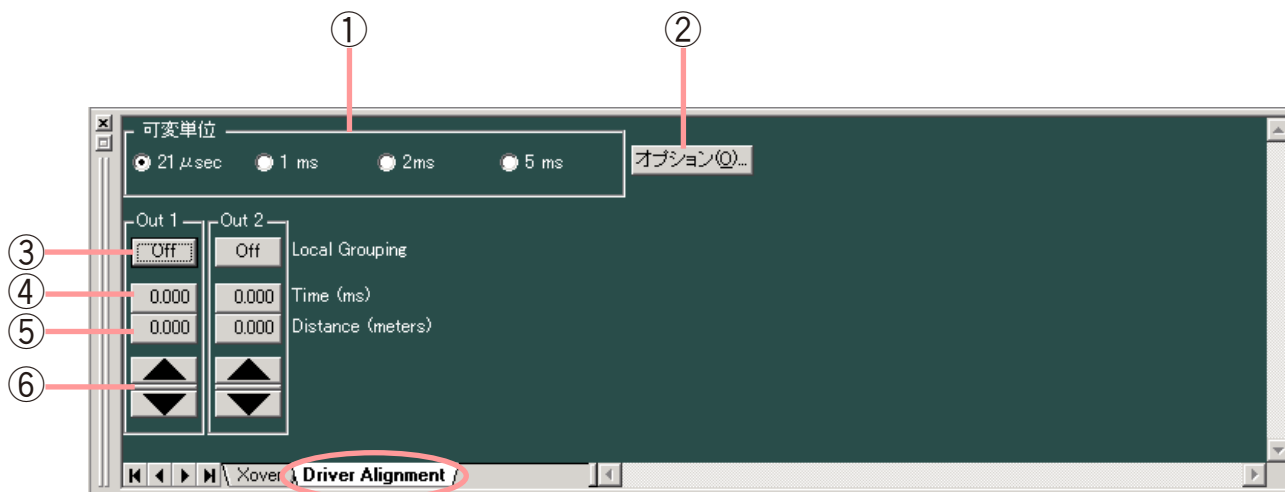 ① ②
可変単位
21 μsec 1 ms 2ms 5 ms オプション(O)...
Out 1 Out 2
③ Off Off Local Grouping
④ 0.000 0.000 Time (ms)
⑤ 0.000 0.000 Distance (meters)
⑥
Xover Driver Alignment